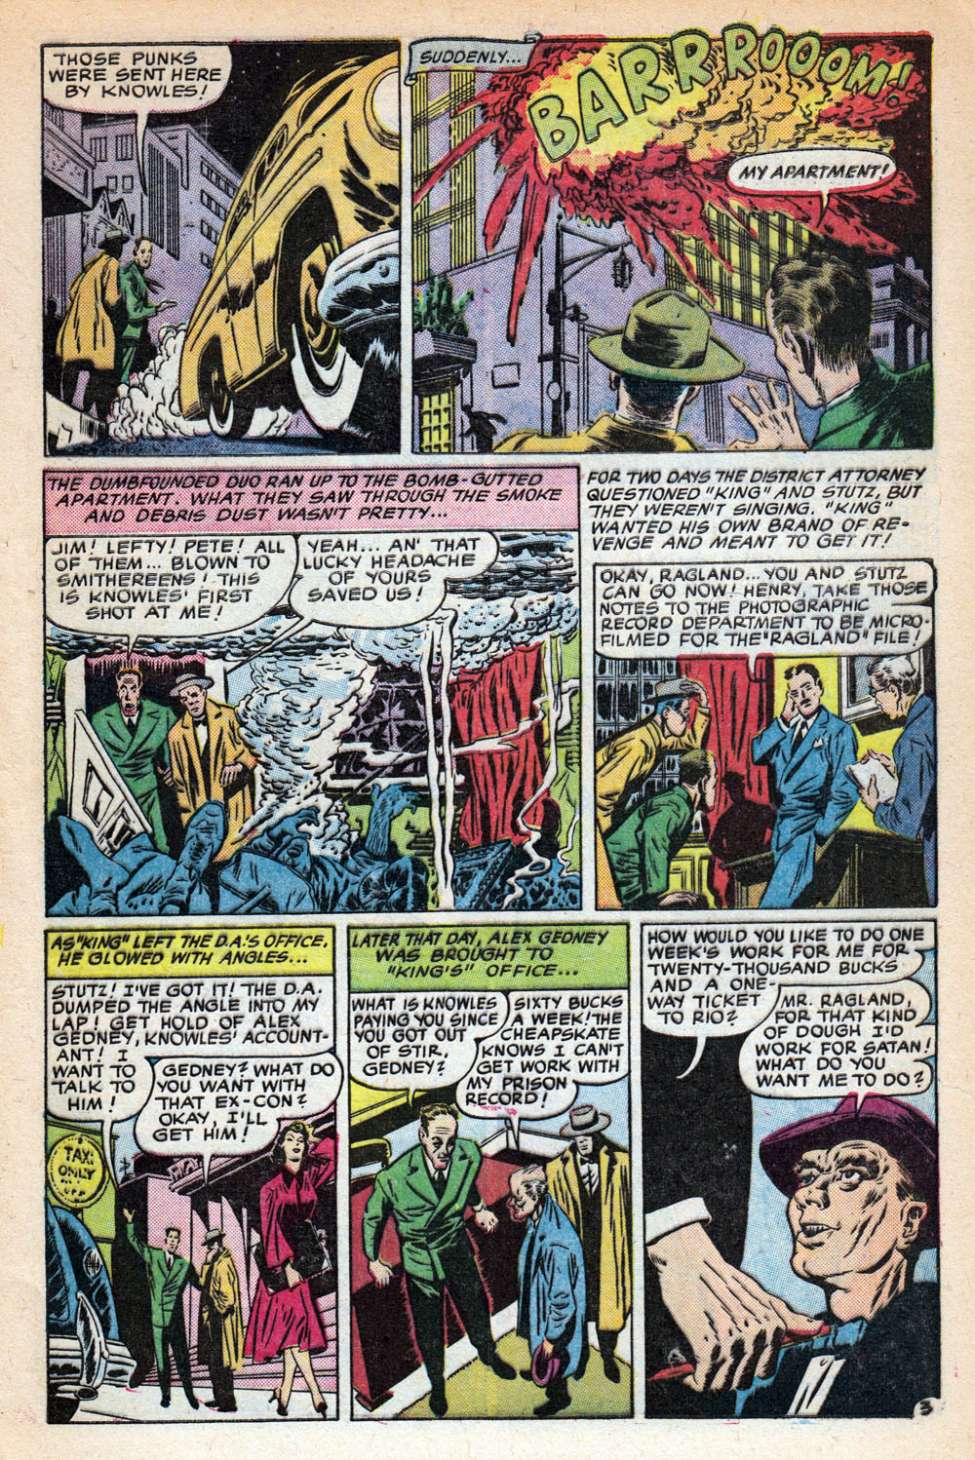 THOSE PUNKS
WERE SENT HERE
BY KNOWLES!
SUDDENLY...
BARRRROOOM!
MY APARTMENT!
THE DUMBFOUNDED DUO RAN UP TO THE BOMB-GUTTED
APARTMENT. WHAT THEY SAW THROUGH THE SMOKE
AND DEBRIS DUST WASN'T PRETTY...
JIM! LEFTY! PETE! ALL
OF THEM... BLOWN TO
SMITHEREENS! THIS
IS KNOWLES' FIRST
SHOT AT ME!
YEAH... AN' THAT
LUCKY HEADACHE
OF YOURS
SAVED US!
FOR TWO DAYS THE DISTRICT ATTORNEY
QUESTIONED "KING" AND STUTZ, BUT
THEY WEREN'T SINGING. "KING"
WANTED HIS OWN BRAND OF RE-
VENGE AND MEANT TO GET IT!
OKAY, RAGLAND... YOU AND STUTZ
CAN GO NOW! HENRY, TAKE THOSE
NOTES TO THE PHOTOGRAPHIC
RECORD DEPARTMENT TO BE MICRO-
FILMED FOR THE "RAGLAND" FILE!
AS "KING" LEFT THE D.A.'S OFFICE,
HE GLOWED WITH ANGLES...
STUTZ! I'VE GOT IT! THE D.A.
DUMPED THE ANGLE INTO MY
LAP! GET HOLD OF ALEX
GEDNEY, KNOWLES' ACCOUNT-
ANT! I
WANT TO
TALK TO
HIM!
GEDNEY? WHAT DO
YOU WANT WITH
THAT EX-CON?
OKAY, I'LL
GET HIM!
TAXI
ONLY
LATER THAT DAY, ALEX GEDNEY
WAS BROUGHT TO
"KING'S" OFFICE...
WHAT IS KNOWLES
PAYING YOU SINCE
YOU GOT OUT
OF STIR,
GEDNEY?
SIXTY BUCKS
A WEEK! THE
CHEAPSKATE
KNOWS I CAN'T
GET WORK WITH
MY PRISON
RECORD!
HOW WOULD YOU LIKE TO DO ONE
WEEK'S WORK FOR ME FOR
TWENTY-THOUSAND BUCKS
AND A ONE-
WAY TICKET
TO RIO?
MR. RAGLAND,
FOR THAT KIND
OF DOUGH I'D
WORK FOR SATAN!
WHAT DO YOU
WANT ME TO DO?
3